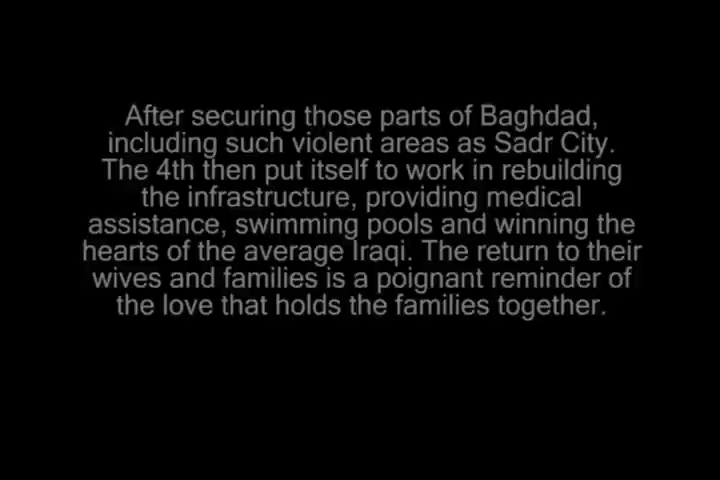 After securing those parts of Baghdad,
including such violent areas as Sadr City.
The 4th then put itself to work in rebuilding
the infrastructure, providing medical
assistance, swimming pools and winning the
hearts of the average Iraqi. The return to their
wives and families is a poignant reminder of
the love that holds the families together.